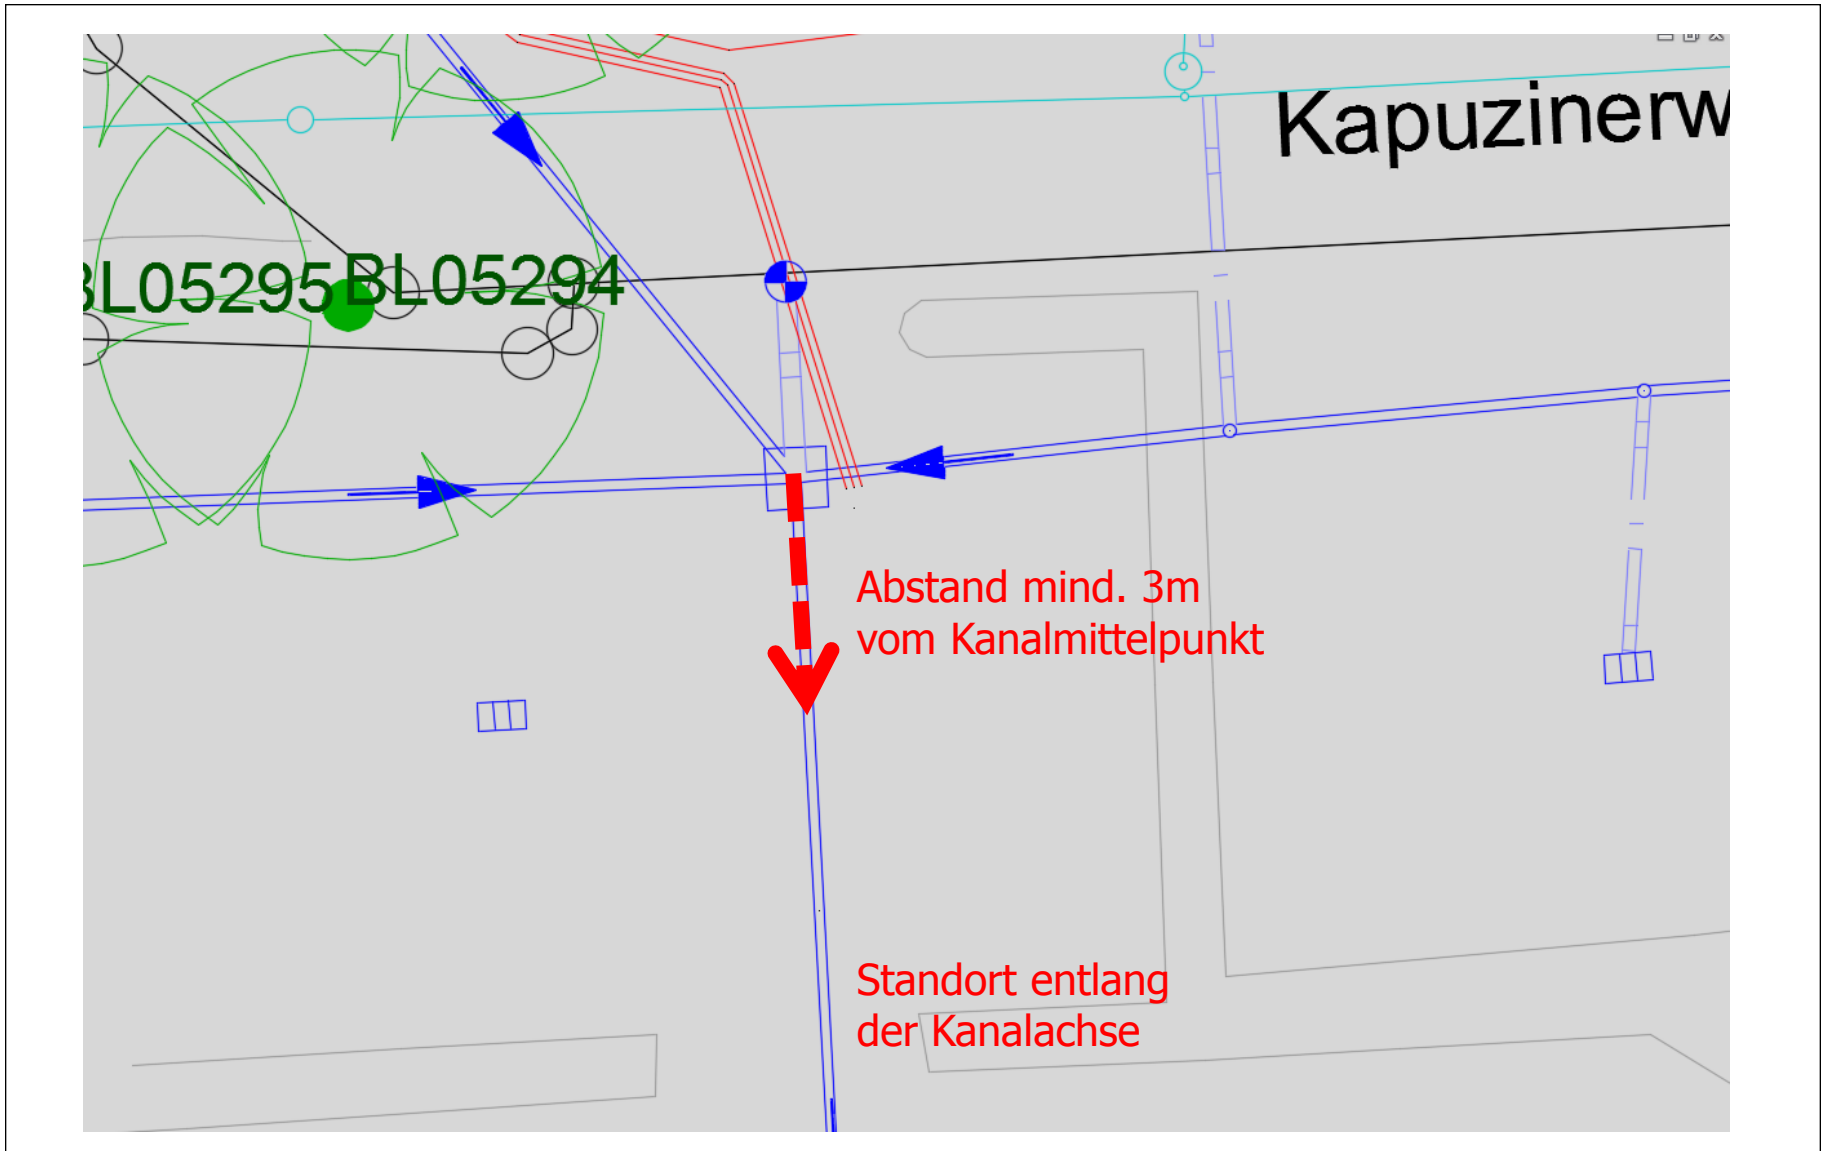 Kapuzinerw
BL05295 BL05294
Abstand mind. 3m
vom Kanalmittelpunkt
Standort entlang
der Kanalachse